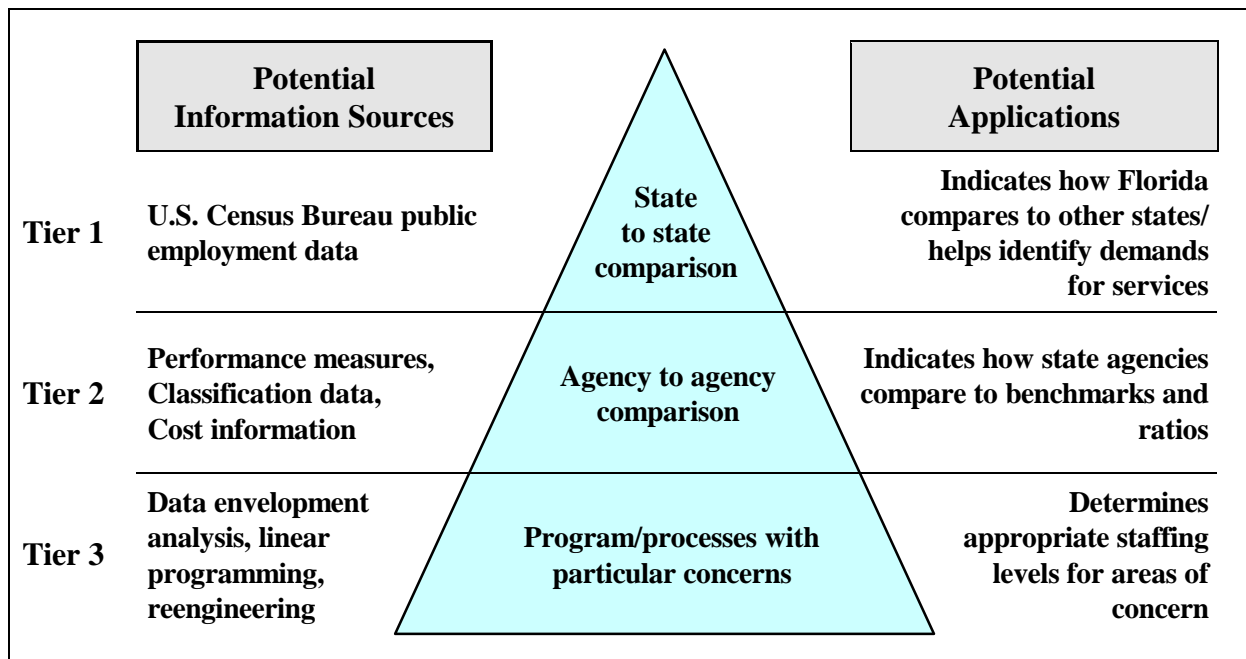 Potential
Information Sources
Potential
Applications
Tier 1
U.S. Census Bureau public
employment data
State
to state
comparison
Indicates how Florida
compares to other states/
helps identify demands
for services
Tier 2
Performance measures,
Classification data,
Cost information
Agency to agency
comparison
Indicates how state agencies
compare to benchmarks and
ratios
Tier 3
Data envelopment
analysis, linear
programming,
reengineering
Program/processes with
particular concerns
Determines
appropriate staffing
levels for areas of
concern